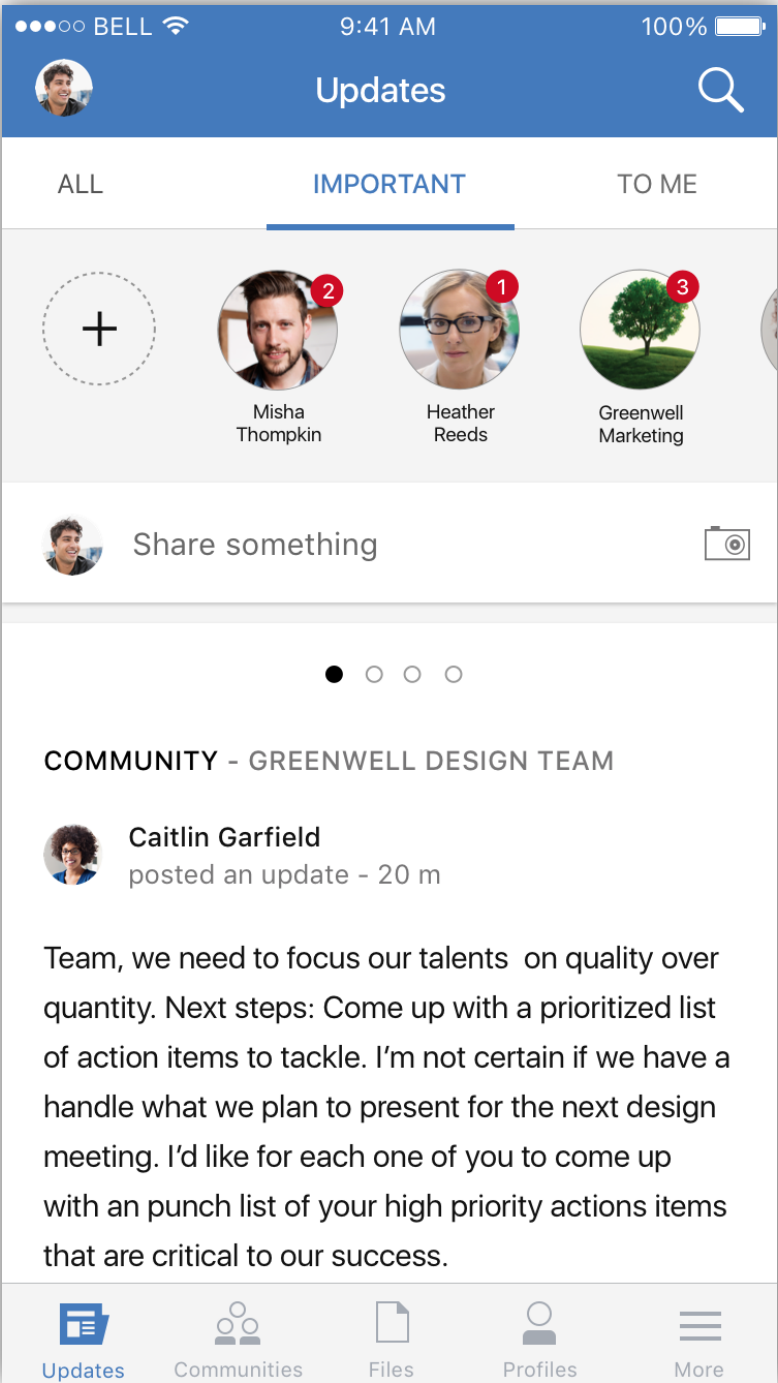 BELL 9:41 AM 100%
Updates
ALL IMPORTANT TO ME
2 1 3
Misha Thompkin
Heather Reeds
Greenwell Marketing
Share something
COMMUNITY - GREENWELL DESIGN TEAM
Caitlin Garfield
posted an update - 20 m
Team, we need to focus our talents  on quality over
quantity. Next steps: Come up with a prioritized list
of action items to tackle. I’m not certain if we have a
handle what we plan to present for the next design
meeting. I’d like for each one of you to come up
with an punch list of your high priority actions items
that are critical to our success.
Updates Communities Files Profiles More